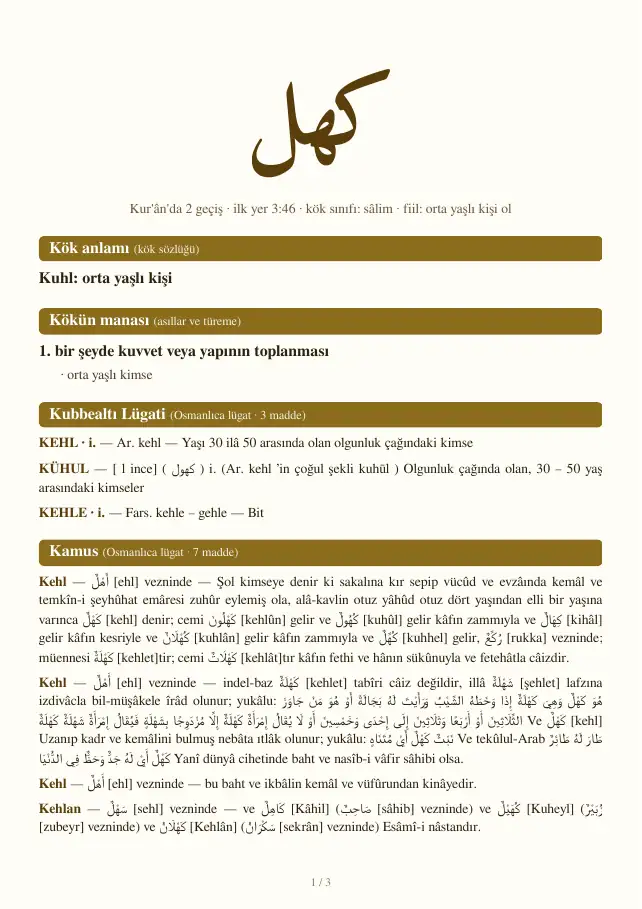 كهل
Kur'ân'da 2 geçiş · ilk yer 3:46 · kök sınıfı: sâlim · fiil: orta yaşlı kişi ol
Kök anlamı (kök sözlüğü)
Kuhl: orta yaşlı kişi
Kökün manası (asıllar ve türeme)
1. bir şeyde kuvvet veya yapının toplanması
· orta yaşlı kimse
Kubbealtı Lügati (Osmanlıca lügat · 3 madde)
KEHL · i. — Ar. kehl — Yaşı 30 ilâ 50 arasında olan olgunluk çağındaki kimse
KÜHUL — [ l ince] ( كهول ) i. (Ar. kehl 'in çoğul şekli kuhūl ) Olgunluk çağında olan, 30 – 50 yaş
arasındaki kimseler
KEHLE · i. — Fars. kehle – gehle — Bit
Kamus (Osmanlıca lügat · 7 madde)
Kehl — أَهْلٌ [ehl] vezninde — Şol kimseye denir ki sakalına kır sepip vücûd ve evzâında kemâl ve
temkîn-i şeyhûhat emâresi zuhûr eylemiş ola, alâ-kavlin otuz yâhûd otuz dört yaşından elli bir yaşına
varınca كَهْلٌ [kehl] denir; cemi كَهْلُونَ [kehlûn] gelir ve كُهُولٌ [kuhûl] gelir kâfın zammıyla ve كِهَالٌ [kihâl]
gelir kâfın kesriyle ve كُهْلَانٌ [kuhlân] gelir kâfın zammıyla ve كُهَّلٌ [kuhhel] gelir, رُكَّعٌ [rukka] vezninde;
müennesi كَهْلَةٌ [kehlet]tir; cemi كَهْلَاتٌ [kehlât]tır kâfın fethi ve hânın sükûnuyla ve fetehâtla câizdir.
Kehl — أَهْلٌ [ehl] vezninde — indel-baz كَهْلَةٌ [kehlet] tabîri câiz değildir, illâ شَهْلَةٌ [şehlet] lafzına
izdivâcla bil-müşâkele îrâd olunur; yukâlu: هُوَ كَهْلٌ وَهِيَ كَهْلَةٌ إِذَا وَخَطَهُ الشَّيْبُ وَرَأَيْتَ لَهُ بَجَالَةً أَوْ هُوَ مَنْ جَاوَزَ
الثَّلَاثِينَ أَوْ أَرْبَعًا وَثَلَاثِينَ إِلَى إِحْدَى وَخَمْسِينَ أَوْ لَا يُقَالُ إِمْرَأَةٌ كَهْلَةٌ إِلَّا مُزْدَوِجًا بِشَهْلَةٍ فَيُقَالُ إِمْرَأَةٌ شَهْلَةٌ كَهْلَةٌ Ve كَهْلٌ [kehl]
Uzanıp kadr ve kemâlini bulmuş nebâta ıtlâk olunur; yukâlu: نَبْتٌ كَهْلٌ أَيْ مُتَنَاهٍ Ve tekûlul-Arab طَارَ لَهُ طَائِرٌ
كَهْلٌ أَيْ لَهُ جَدٌّ وَحَظٌّ فِي الدُّنْيَا Yanî dünyâ cihetinde baht ve nasîb-i vâfir sâhibi olsa.
Kehl — أَهْلٌ [ehl] vezninde — bu baht ve ikbâlin kemâl ve vüfûrundan kinâyedir.
Kehlan — سَهْلٌ [sehl] vezninde — ve كَاهِلٌ [Kâhil] (صَاحِبٌ [sâhib] vezninde) ve كُهَيْلٌ [Kuheyl] (زُبَيْرٌ
[zubeyr] vezninde) ve كَهْلَانُ [Kehlân] (سَكْرَانُ [sekrân] vezninde) Esâmî-i nâstandır.
1 / 3